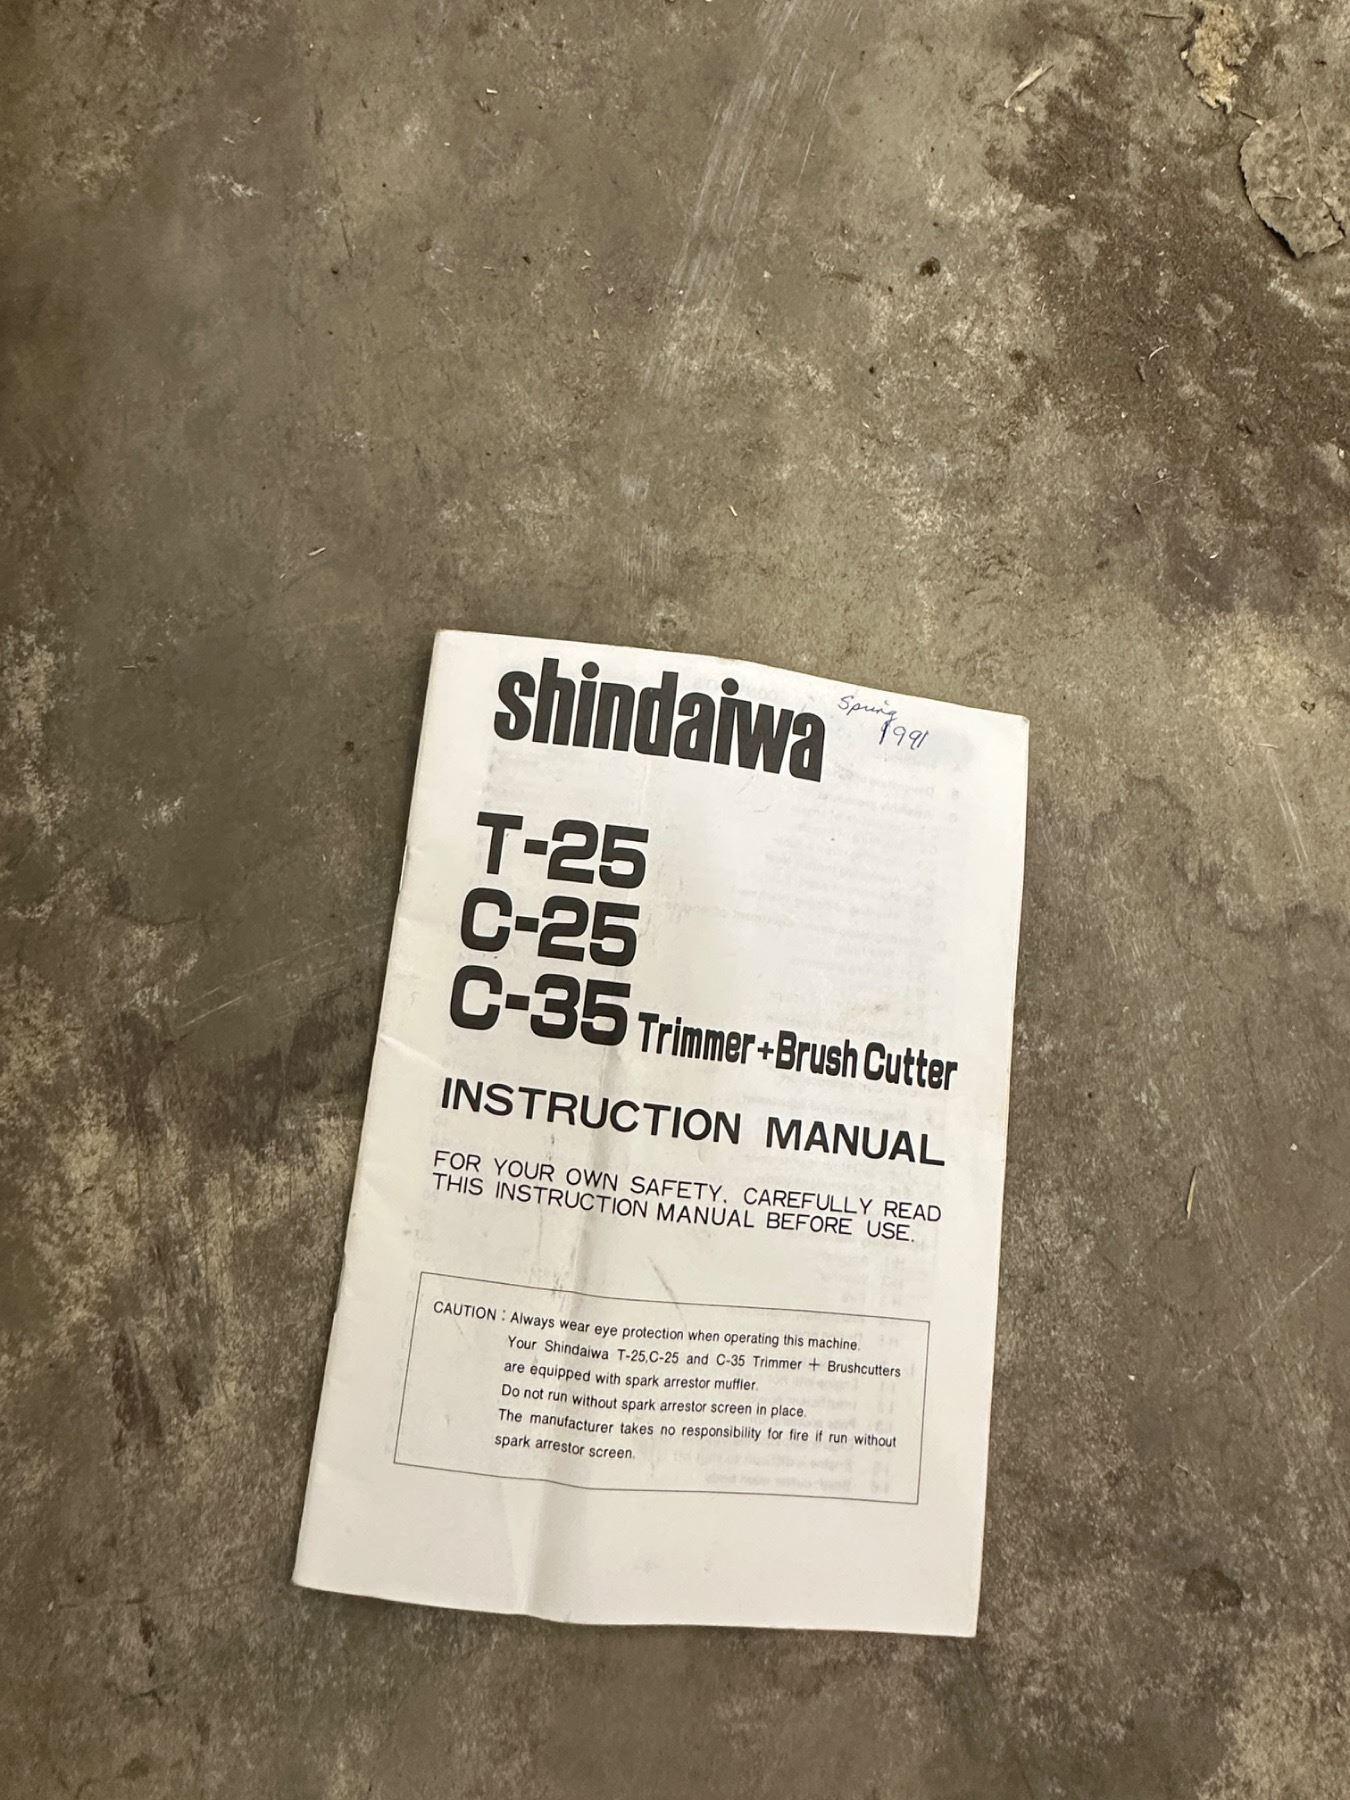 shindaiwa
Spring
1991
T-25
C-25
C-35 Trimmer+Brush Cutter
INSTRUCTION MANUAL
FOR YOUR OWN SAFETY, CAREFULLY READ
THIS INSTRUCTION MANUAL BEFORE USE.
CAUTION : Always wear eye protection when operating this machine.
Your Shindaiwa T-25,C-25 and C-35 Trimmer + Brushcutters
are equipped with spark arrestor muffler.
Do not run without spark arrestor screen in place.
The manufacturer takes no responsibility for fire if run without
spark arrestor screen.